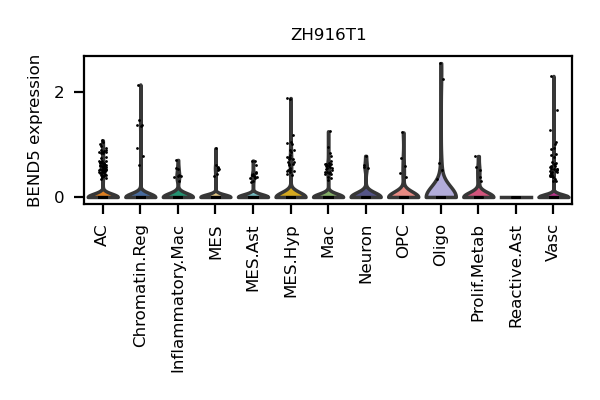 ZH916T1
BEND5 expression
2
0
AC
Chromatin.Reg
Inflammatory.Mac
MES
MES.Ast
MES.Hyp
Mac
Neuron
OPC
Oligo
Prolif.Metab
Reactive.Ast
Vasc